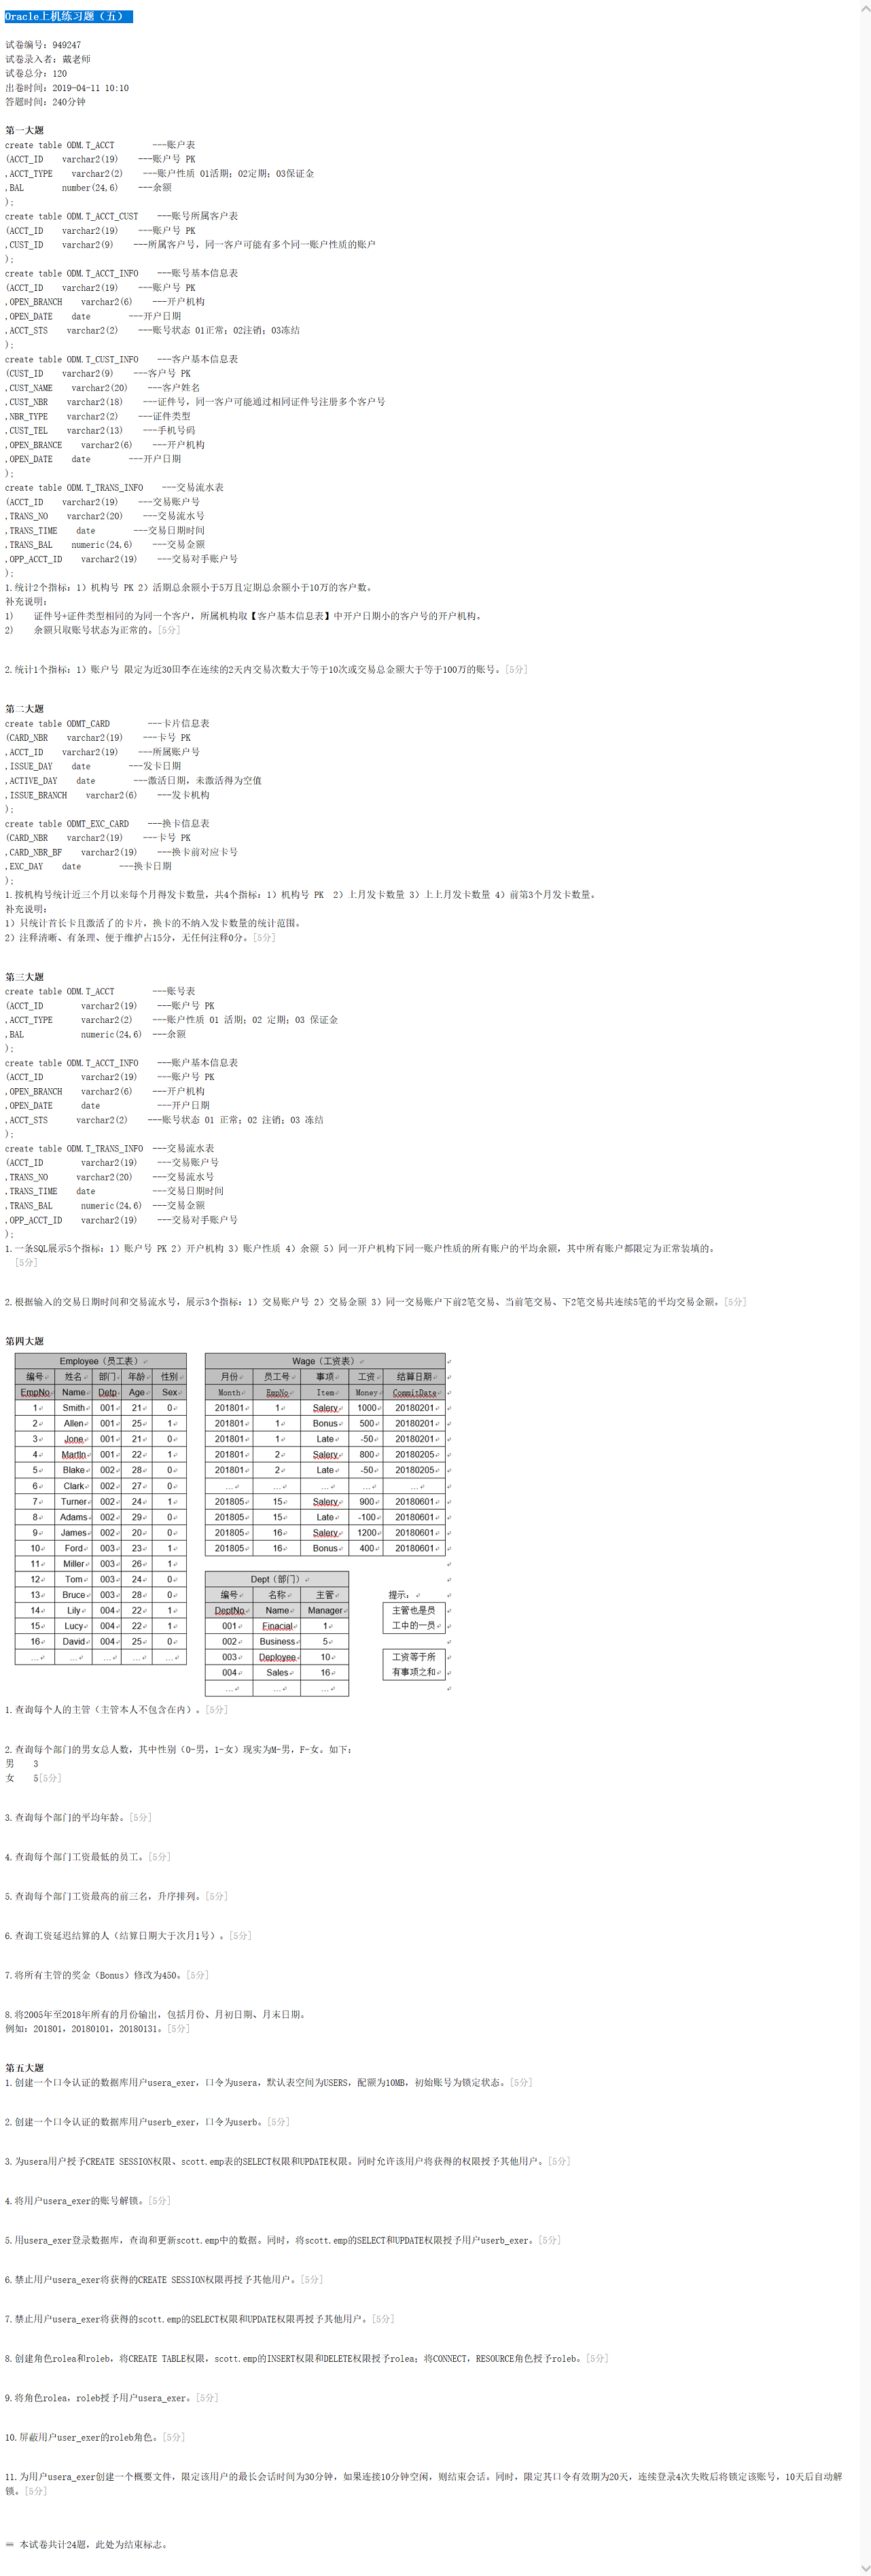 Oracle上机练习题（五）
试卷编号：949247
试卷录入者：戴老师
试卷总分：120
出卷时间：2019-04-11 10:10
答题时间：240分钟
第一大题
create table ODM.T_ACCT        ---账户表
(ACCT_ID    varchar2(19)    ---账户号 PK
,ACCT_TYPE    varchar2(2)    ---账户性质 01活期；02定期；03保证金
,BAL        number(24,6)    ---余额
);
create table ODM.T_ACCT_CUST    ---账号所属客户表
(ACCT_ID    varchar2(19)    ---账户号 PK
,CUST_ID    varchar2(9)    ---所属客户号，同一客户可能有多个同一账户性质的账户
);
create table ODM.T_ACCT_INFO    ---账号基本信息表
(ACCT_ID    varchar2(19)    ---账户号 PK
,OPEN_BRANCH    varchar2(6)    ---开户机构
,OPEN_DATE    date        ---开户日期
,ACCT_STS    varchar2(2)    ---账号状态 01正常；02注销；03冻结
);
create table ODM.T_CUST_INFO    ---客户基本信息表
(CUST_ID    varchar2(9)    ---客户号 PK
,CUST_NAME    varchar2(20)    ---客户姓名
,CUST_NBR    varchar2(18)    ---证件号，同一客户可能通过相同证件号注册多个客户号
,NBR_TYPE    varchar2(2)    ---证件类型
,CUST_TEL    varchar2(13)    ---手机号码
,OPEN_BRANCE    varchar2(6)    ---开户机构
,OPEN_DATE    date        ---开户日期
);
create table ODM.T_TRANS_INFO    ---交易流水表
(ACCT_ID    varchar2(19)    ---交易账户号
,TRANS_NO    varchar2(20)    ---交易流水号
,TRANS_TIME    date        ---交易日期时间
,TRANS_BAL    numeric(24,6)    ---交易金额
,OPP_ACCT_ID    varchar2(19)    ---交易对手账户号
);
1.统计2个指标：1）机构号 PK 2）活期总余额小于5万且定期总余额小于10万的客户数。
补充说明：
1)    证件号+证件类型相同的为同一个客户，所属机构取【客户基本信息表】中开户日期小的客户号的开户机构。
2)    余额只取账号状态为正常的。[5分]
2.统计1个指标：1）账户号 限定为近30田李在连续的2天内交易次数大于等于10次或交易总金额大于等于100万的账号。[5分]
第二大题
create table ODMT_CARD        ---卡片信息表
(CARD_NBR    varchar2(19)    ---卡号 PK
,ACCT_ID    varchar2(19)    ---所属账户号
,ISSUE_DAY    date        ---发卡日期
,ACTIVE_DAY    date        ---激活日期，未激活得为空值
,ISSUE_BRANCH    varchar2(6)    ---发卡机构
);
create table ODMT_EXC_CARD    ---换卡信息表
(CARD_NBR    varchar2(19)    ---卡号 PK
,CARD_NBR_BF    varchar2(19)    ---换卡前对应卡号
,EXC_DAY    date        ---换卡日期
);
1.按机构号统计近三个月以来每个月得发卡数量，共4个指标：1）机构号 PK  2）上月发卡数量 3）上上月发卡数量 4）前第3个月发卡数量。
补充说明：
1）只统计首长卡且激活了的卡片，换卡的不纳入发卡数量的统计范围。
2）注释清晰、有条理、便于维护占15分，无任何注释0分。[5分]
第三大题
create table ODM.T_ACCT        ---账号表
(ACCT_ID        varchar2(19)    ---账户号 PK
,ACCT_TYPE      varchar2(2)    ---账户性质 01 活期；02 定期；03 保证金
,BAL            numeric(24,6)  ---余额
);
create table ODM.T_ACCT_INFO    ---账户基本信息表
(ACCT_ID        varchar2(19)    ---账户号 PK
,OPEN_BRANCH    varchar2(6)    ---开户机构
,OPEN_DATE      date            ---开户日期
,ACCT_STS      varchar2(2)    ---账号状态 01 正常；02 注销；03 冻结
);
create table ODM.T_TRANS_INFO  ---交易流水表
(ACCT_ID        varchar2(19)    ---交易账户号
,TRANS_NO      varchar2(20)    ---交易流水号
,TRANS_TIME    date            ---交易日期时间
,TRANS_BAL      numeric(24,6)  ---交易金额
,OPP_ACCT_ID    varchar2(19)    ---交易对手账户号
);
1.一条SQL展示5个指标：1）账户号 PK 2）开户机构 3）账户性质 4）余额 5）同一开户机构下同一账户性质的所有账户的平均余额，其中所有账户都限定为正常装填的。
[5分]
2.根据输入的交易日期时间和交易流水号，展示3个指标：1）交易账户号 2）交易金额 3）同一交易账户下前2笔交易、当前笔交易、下2笔交易共连续5笔的平均交易金额。[5分]
第四大题
Employee（员工表）
编号 姓名 部门 年龄 性别
EmpNo Name Detp Age Sex
1 Smith 001 21 0
2 Allen 001 25 1
3 Jone 001 21 0
4 Martln 001 22 1
5 Blake 002 28 0
6 Clark 002 27 0
7 Turner 002 24 1
8 Adams 002 29 0
9 James 002 20 0
10 Ford 003 23 1
11 Miller 003 26 1
12 Tom 003 24 0
13 Bruce 003 28 0
14 Lily 004 22 1
15 Lucy 004 22 1
16 David 004 25 0
… … … … …
Wage（工资表）
月份 员工号 事项 工资 结算日期
Month EmpNo Item Money CommitDate
201801 1 Salery 1000 20180201
201801 1 Bonus 500 20180201
201801 1 Late -50 20180201
201801 2 Salery 800 20180205
201801 2 Late -50 20180205
… … … … …
201805 15 Salery 900 20180601
201805 15 Late -100 20180601
201805 16 Salery 1200 20180601
201805 16 Bonus 400 20180601
Dept（部门）
编号 名称 主管
DeptNo Name Manager
001 Finacial 1
002 Business 5
003 Deployee 10
004 Sales 16
… … …
提示：
主管也是员
工中的一员
工资等于所
有事项之和
1.查询每个人的主管（主管本人不包含在内）。[5分]
2.查询每个部门的男女总人数，其中性别（0-男，1-女）现实为M-男，F-女。如下：
男    3
女    5[5分]
3.查询每个部门的平均年龄。[5分]
4.查询每个部门工资最低的员工。[5分]
5.查询每个部门工资最高的前三名，升序排列。[5分]
6.查询工资延迟结算的人（结算日期大于次月1号）。[5分]
7.将所有主管的奖金（Bonus）修改为450。[5分]
8.将2005年至2018年所有的月份输出，包括月份、月初日期、月末日期。
例如：201801，20180101，20180131。[5分]
第五大题
1.创建一个口令认证的数据库用户usera_exer，口令为usera，默认表空间为USERS，配额为10MB，初始账号为锁定状态。[5分]
2.创建一个口令认证的数据库用户userb_exer，口令为userb。[5分]
3.为usera用户授予CREATE SESSION权限、scott.emp表的SELECT权限和UPDATE权限。同时允许该用户将获得的权限授予其他用户。[5分]
4.将用户usera_exer的账号解锁。[5分]
5.用usera_exer登录数据库，查询和更新scott.emp中的数据。同时，将scott.emp的SELECT和UPDATE权限授予用户userb_exer。[5分]
6.禁止用户usera_exer将获得的CREATE SESSION权限再授予其他用户。[5分]
7.禁止用户usera_exer将获得的scott.emp的SELECT权限和UPDATE权限再授予其他用户。[5分]
8.创建角色rolea和roleb，将CREATE TABLE权限，scott.emp的INSERT权限和DELETE权限授予rolea；将CONNECT，RESOURCE角色授予roleb。[5分]
9.将角色rolea，roleb授予用户usera_exer。[5分]
10.屏蔽用户user_exer的roleb角色。[5分]
11.为用户usera_exer创建一个概要文件，限定该用户的最长会话时间为30分钟，如果连接10分钟空闲，则结束会话。同时，限定其口令有效期为20天，连续登录4次失败后将锁定该账号，10天后自动解
锁。[5分]
== 本试卷共计24题，此处为结束标志。